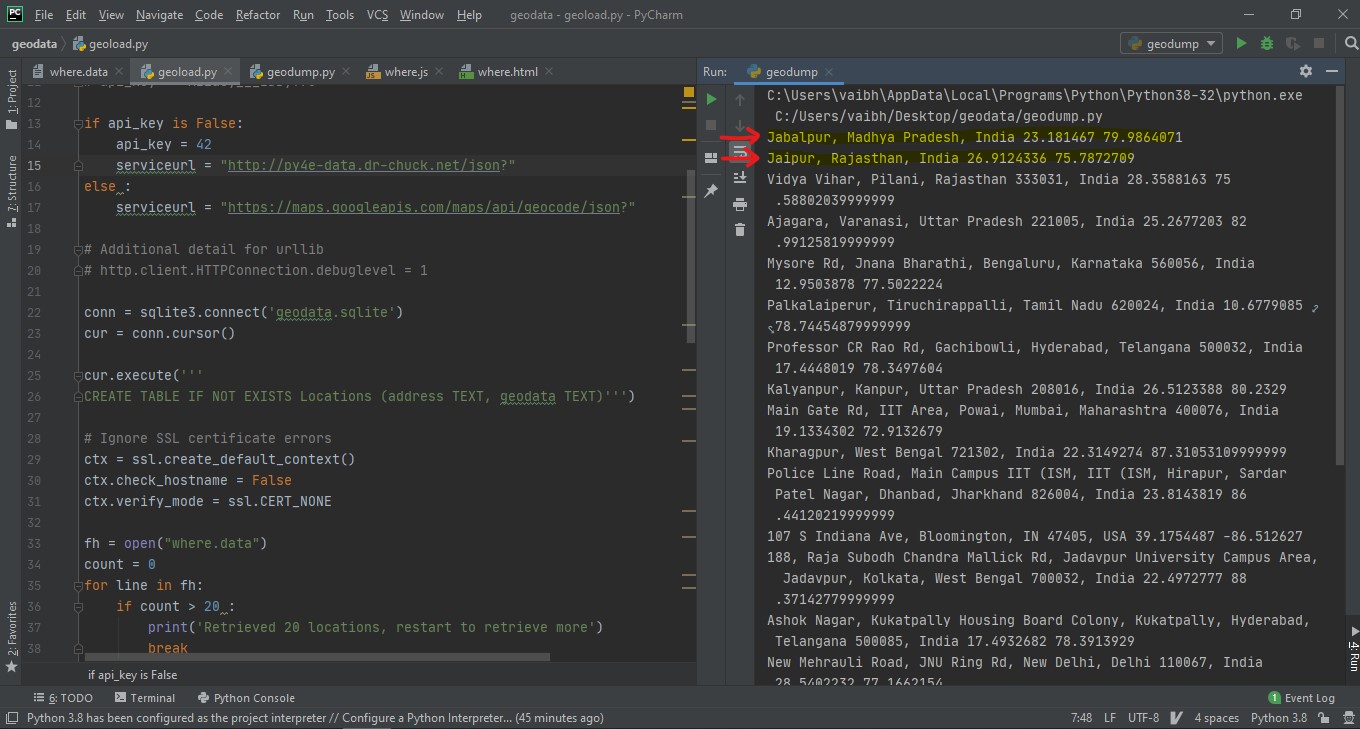 PC File Edit View Navigate Code Refactor Run Tools VCS Window Help geodata - geoload.py - PyCharm
geodata geoload.py geodump
where.data geoload.py geodump.py where.js where.html
Run: geodump
1: Project
7: Structure
2: Favorites
12
13 if api_key is False:
14 api_key = 42
15 serviceurl = "http://py4e-data.dr-chuck.net/json?"
16 else :
17 serviceurl = "https://maps.googleapis.com/maps/api/geocode/json?"
18
19 # Additional detail for urllib
20 # http.client.HTTPConnection.debuglevel = 1
21
22 conn = sqlite3.connect('geodata.sqlite')
23 cur = conn.cursor()
24
25 cur.execute('''
26 CREATE TABLE IF NOT EXISTS Locations (address TEXT, geodata TEXT)''')
27
28 # Ignore SSL certificate errors
29 ctx = ssl.create_default_context()
30 ctx.check_hostname = False
31 ctx.verify_mode = ssl.CERT_NONE
32
33 fh = open("where.data")
34 count = 0
35 for line in fh:
36 if count > 20 :
37 print('Retrieved 20 locations, restart to retrieve more')
38 break
if api_key is False
C:\Users\vaibh\AppData\Local\Programs\Python\Python38-32\python.exe
C:/Users/vaibh/Desktop/geodata/geodump.py
Jabalpur, Madhya Pradesh, India 23.181467 79.9864071
Jaipur, Rajasthan, India 26.9124336 75.7872709
Vidya Vihar, Pilani, Rajasthan 333031, India 28.3588163 75
.58802039999999
Ajagara, Varanasi, Uttar Pradesh 221005, India 25.2677203 82
.99125819999999
Mysore Rd, Jnana Bharathi, Bengaluru, Karnataka 560056, India
12.9503878 77.5022224
Palkalaiperur, Tiruchirappalli, Tamil Nadu 620024, India 10.6779085
78.74454879999999
Professor CR Rao Rd, Gachibowli, Hyderabad, Telangana 500032, India
17.4448019 78.3497604
Kalyanpur, Kanpur, Uttar Pradesh 208016, India 26.5123388 80.2329
Main Gate Rd, IIT Area, Powai, Mumbai, Maharashtra 400076, India
19.1334302 72.9132679
Kharagpur, West Bengal 721302, India 22.3149274 87.31053109999999
Police Line Road, Main Campus IIT (ISM, IIT (ISM, Hirapur, Sardar
Patel Nagar, Dhanbad, Jharkhand 826004, India 23.8143819 86
.44120219999999
107 S Indiana Ave, Bloomington, IN 47405, USA 39.1754487 -86.512627
188, Raja Subodh Chandra Mallick Rd, Jadavpur University Campus Area,
Jadavpur, Kolkata, West Bengal 700032, India 22.4972777 88
.37142779999999
Ashok Nagar, Kukatpally Housing Board Colony, Kukatpally, Hyderabad,
Telangana 500085, India 17.4932682 78.3913929
New Mehrauli Road, JNU Ring Rd, New Delhi, Delhi 110067, India
28.5402232 77.1662154
4: Run
6: TODO Terminal Python Console 1 Event Log
Python 3.8 has been configured as the project interpreter // Configure a Python Interpreter... (45 minutes ago) 7:48 LF UTF-8 4 spaces Python 3.8